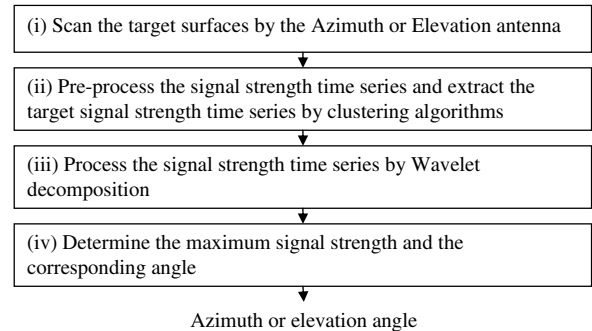 (i) Scan the target surfaces by the Azimuth or Elevation antenna
(ii) Pre-process the signal strength time series and extract the
target signal strength time series by clustering algorithms
(iii) Process the signal strength time series by Wavelet
decomposition
(iv) Determine the maximum signal strength and the
corresponding angle
Azimuth or elevation angle